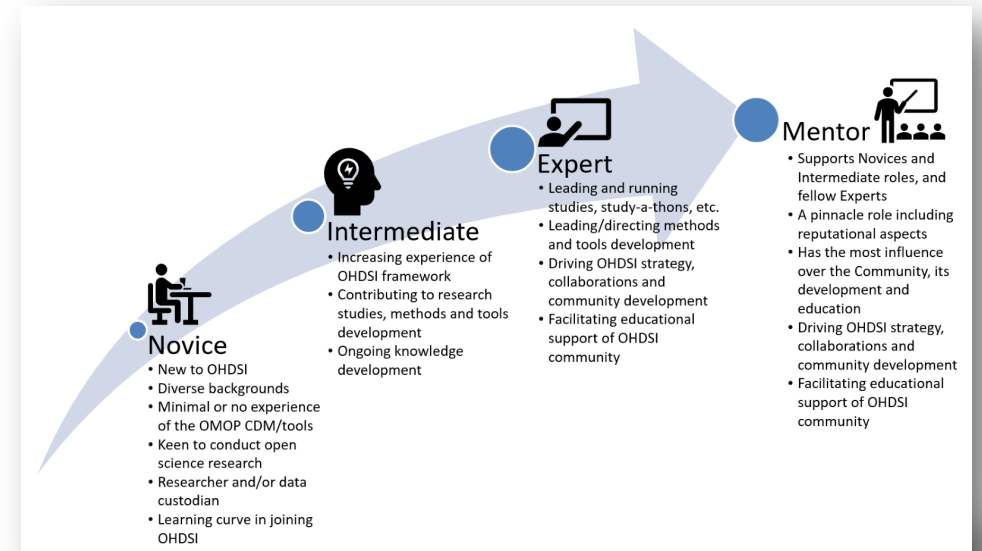 Novice
• New to OHDSI
• Diverse backgrounds
• Minimal or no experience
of the OMOP CDM/tools
• Keen to conduct open
science research
• Researcher and/or data
custodian
• Learning curve in joining
OHDSI
Intermediate
• Increasing experience of
OHDSI framework
• Contributing to research
studies, methods and tools
development
• Ongoing knowledge
development
Expert
• Leading and running
studies, study-a-thons, etc.
• Leading/directing methods
and tools development
• Driving OHDSI strategy,
collaborations and
community development
• Facilitating educational
support of OHDSI
community
Mentor
• Supports Novices and
Intermediate roles, and
fellow Experts
• A pinnacle role including
reputational aspects
• Has the most influence
over the Community, its
development and
education
• Driving OHDSI strategy,
collaborations and
community development
• Facilitating educational
support of OHDSI
community